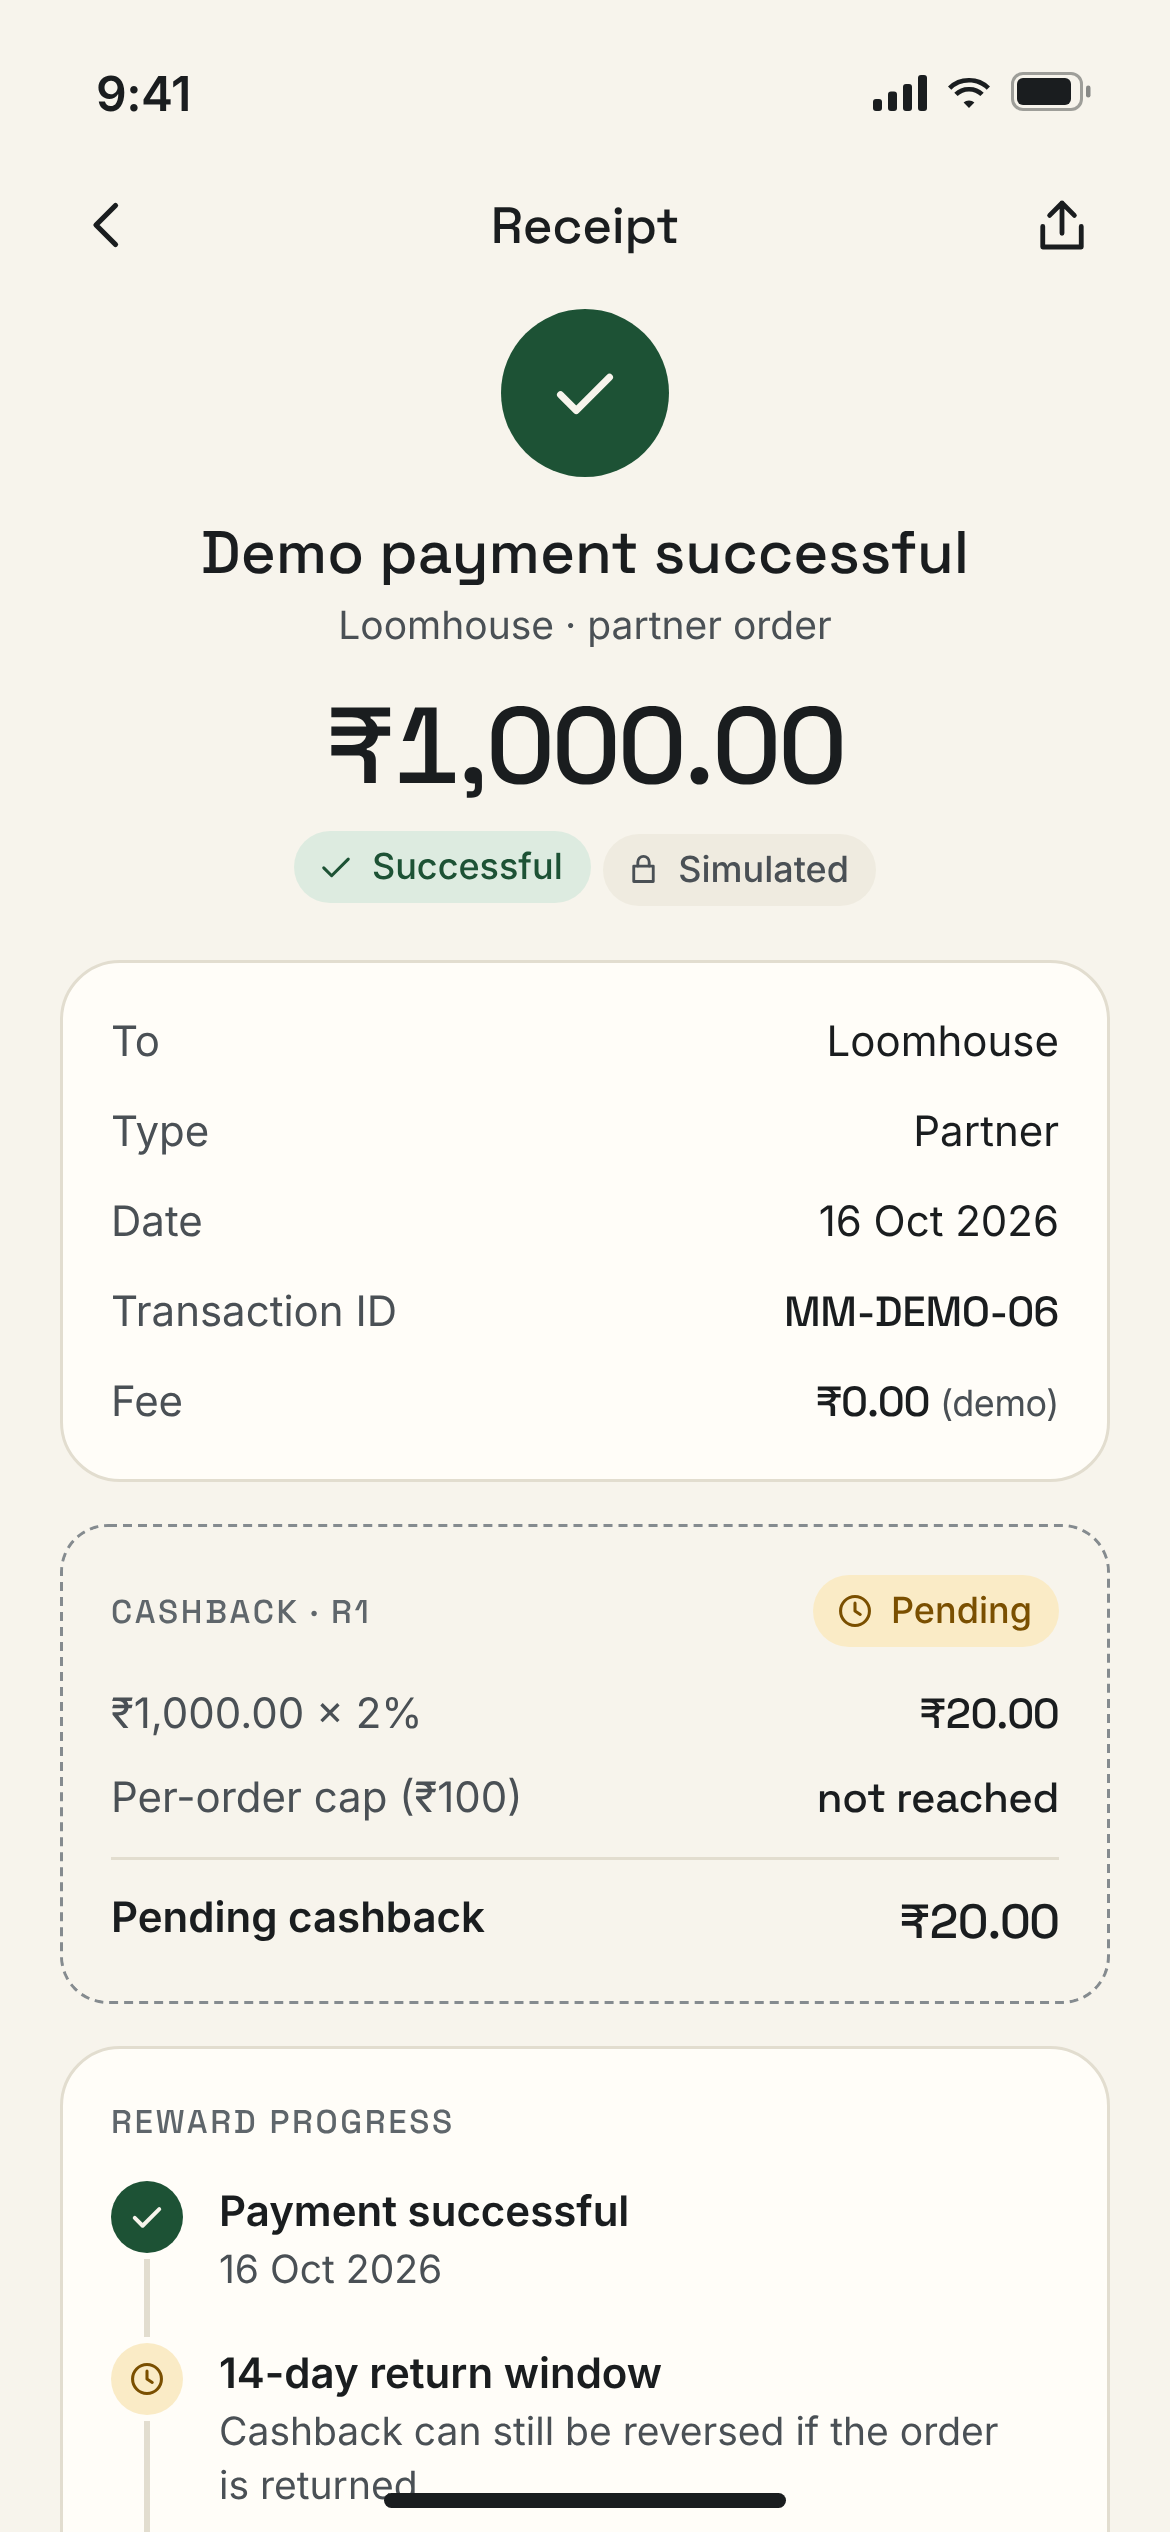 9:41
Receipt
Demo payment successful
Loomhouse · partner order
₹1,000.00
Successful
Simulated
To
Loomhouse
Type
Partner
Date
16 Oct 2026
Transaction ID
MM-DEMO-06
Fee
₹0.00 (demo)
CASHBACK · R1
Pending
₹1,000.00 × 2%
₹20.00
Per-order cap (₹100)
not reached
Pending cashback
₹20.00
REWARD PROGRESS
Payment successful
16 Oct 2026
14-day return window
Cashback can still be reversed if the order
is returned